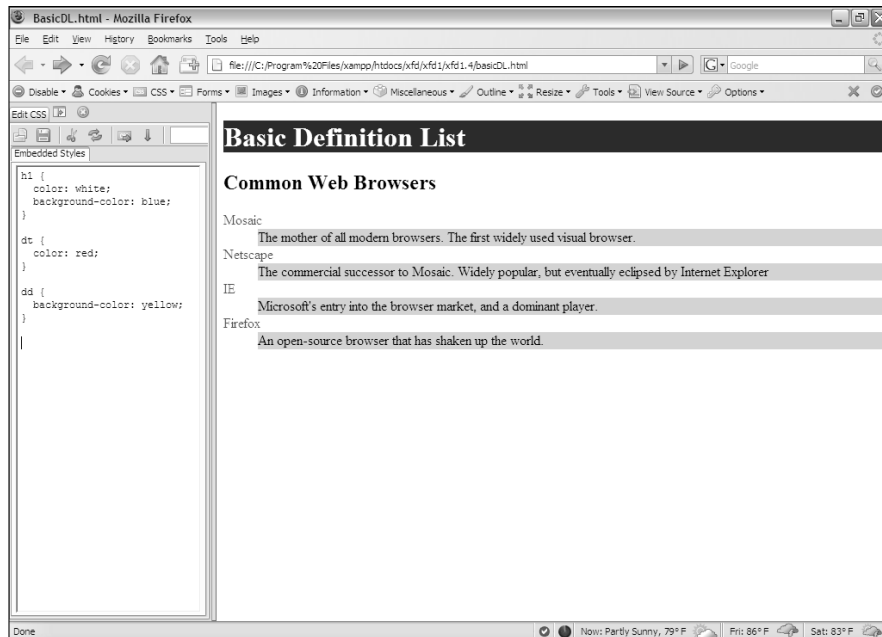 BasicDL.html - Mozilla Firefox
File Edit View History Bookmarks Tools Help
file:///C:/Program%20Files/xampp/htdocs/xfd/xfd1/xfd1.4/basicDL.html
G Google
Disable Cookies CSS Forms Images Information Miscellaneous Outline Resize Tools View Source Options
Edit CSS
Embedded Styles
h1 {
color: white;
background-color: blue;
}
dt {
color: red;
}
dd {
background-color: yellow;
}
Basic Definition List
Common Web Browsers
Mosaic
The mother of all modern browsers. The first widely used visual browser.
Netscape
The commercial successor to Mosaic. Widely popular, but eventually eclipsed by Internet Explorer
IE
Microsoft's entry into the browser market, and a dominant player.
Firefox
An open-source browser that has shaken up the world.
Done
Now: Partly Sunny, 79° F Fri: 86° F Sat: 83° F